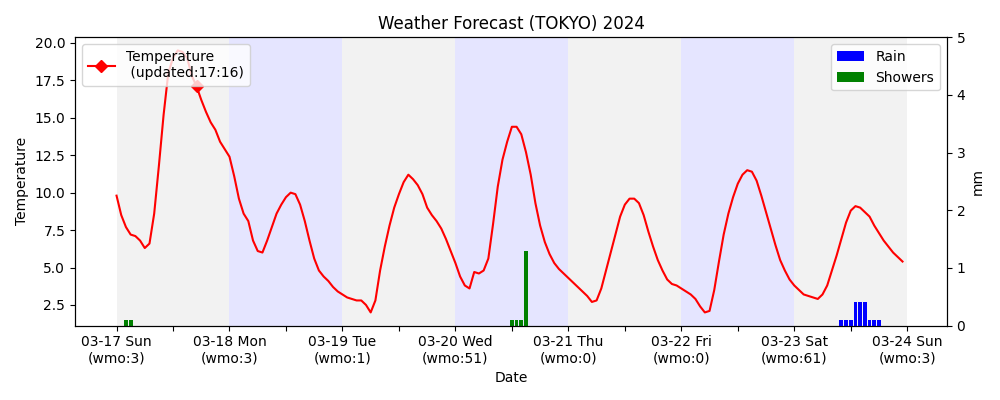 Weather Forecast (TOKYO) 2024
Temperature
(updated:17:16)
Rain
Showers
20.0
17.5
15.0
12.5
10.0
7.5
5.0
2.5
Temperature
5
4
3
2
1
0
mm
03-17 Sun
(wmo:3)
03-18 Mon
(wmo:3)
03-19 Tue
(wmo:1)
03-20 Wed
(wmo:51)
03-21 Thu
(wmo:0)
03-22 Fri
(wmo:0)
03-23 Sat
(wmo:61)
03-24 Sun
(wmo:3)
Date